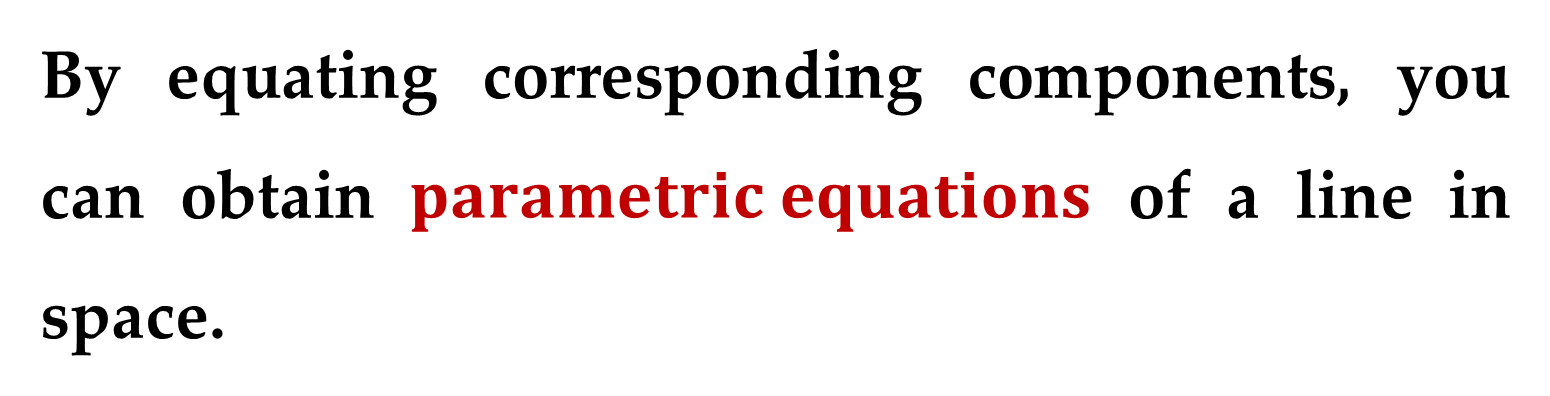 By equating corresponding components, you
can obtain parametric equations of a line in
space.